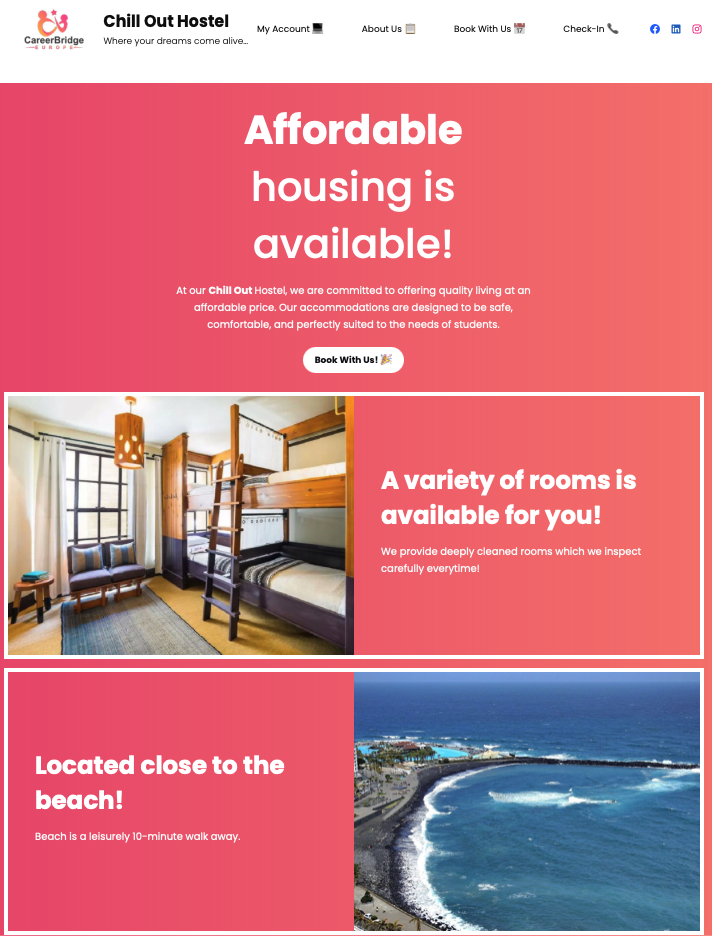 CareerBridge
EUROPE
Chill Out Hostel
Where your dreams come alive...
My Account 💻
About Us 📋
Book With Us 📅
Check-In 📞
Affordable
housing is
available!
At our Chill Out Hostel, we are committed to offering quality living at an
affordable price. Our accommodations are designed to be safe,
comfortable, and perfectly suited to the needs of students.
Book With Us! 🎉
A variety of rooms is
available for you!
We provide deeply cleaned rooms which we inspect
carefully everytime!
Located close to the
beach!
Beach is a leisurely 10-minute walk away.